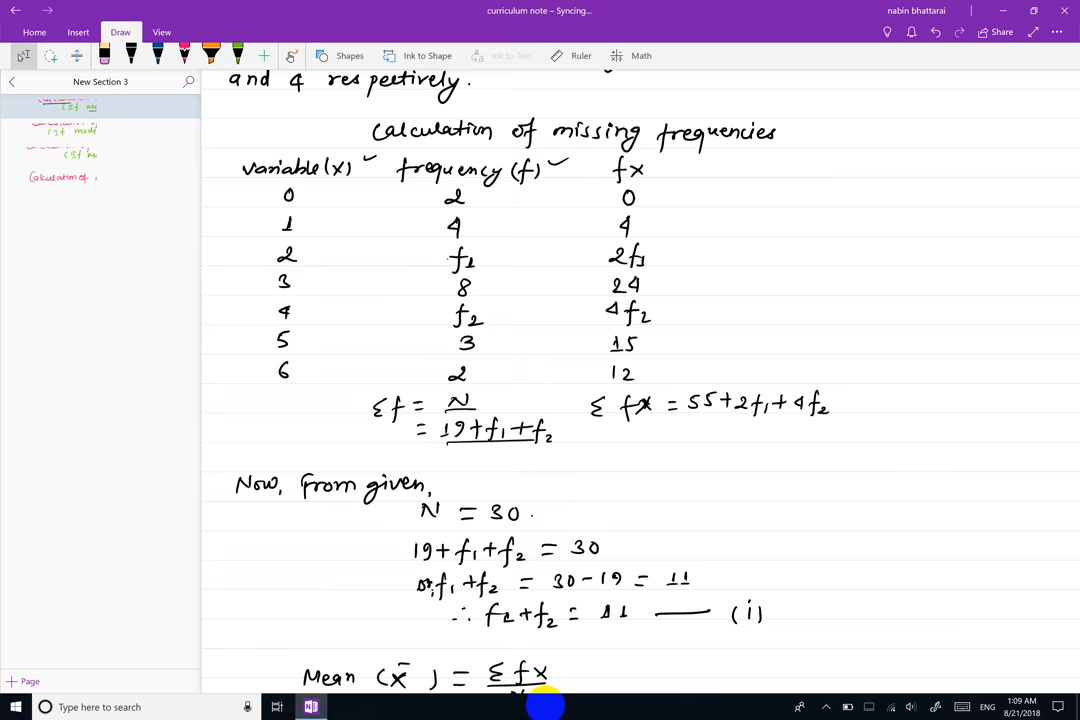 curriculum note – Syncing...
nabin bhattarai
Home Insert Draw View
Share
Shapes Ink to Shape Ink to Text Ruler Math
New Section 3
and 4 respectively.
Calculation of missing frequencies
variable(x) frequency (f) fx
0 2 0
1 4 4
2 f1 2f1
3 8 24
4 f2 4f2
5 3 15
6 2 12
Σf = N Σ fx = 55+2f1+4f2
= 19+f1+f2
Now, from given,
N = 30.
19+f1+f2 = 30
or, f1+f2 = 30-19 = 11
∴ f1+f2 = 11 —— (i)
Mean (x̄) = Σfx
Calculation of
+ Page
Type here to search
ENG
1:09 AM
8/21/2018